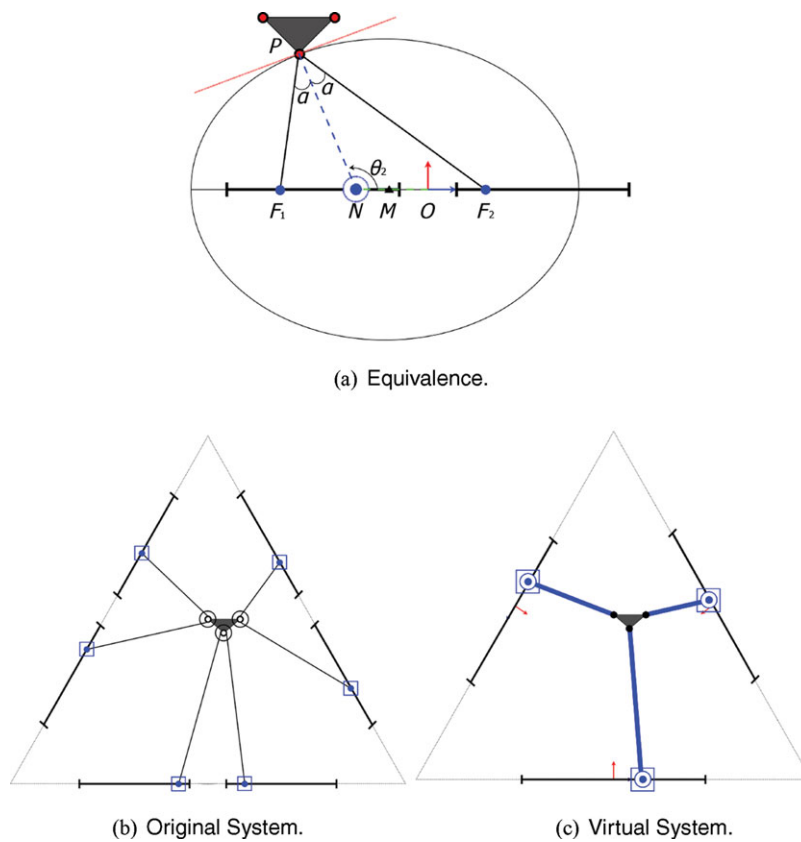 P
a a
θ2
F1 N M O F2
(a) Equivalence.
(b) Original System.
(c) Virtual System.